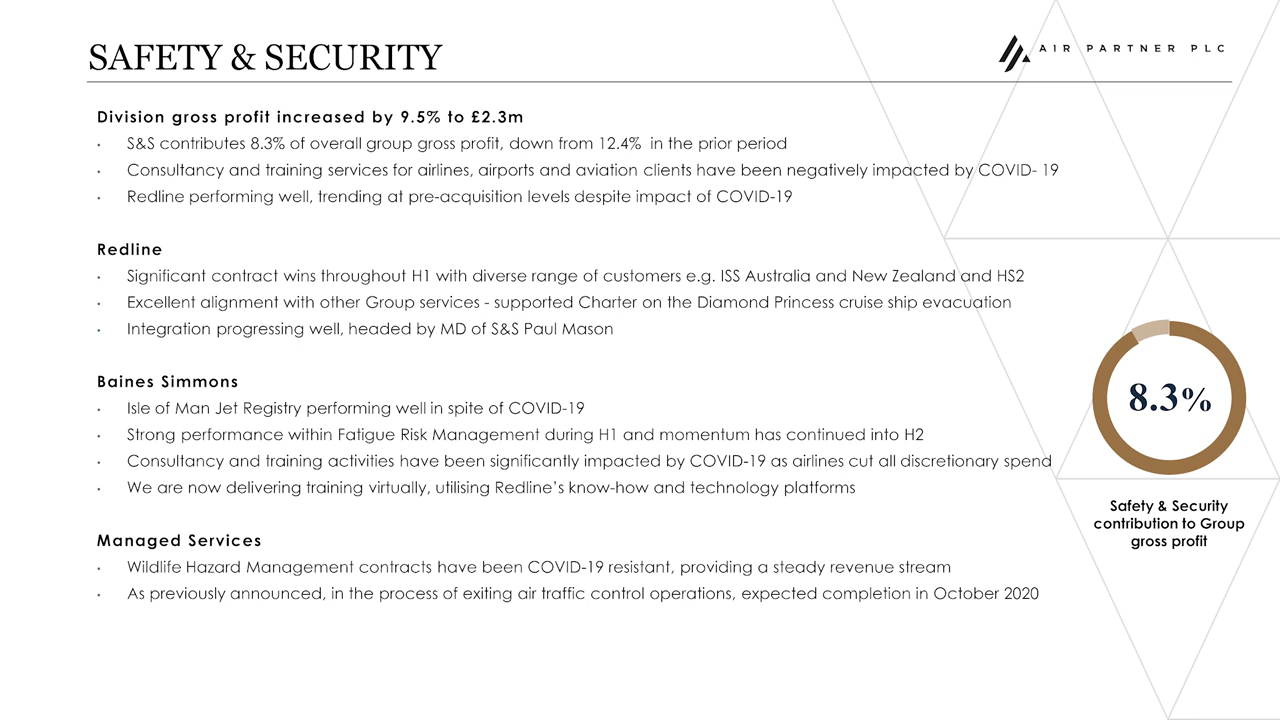 SAFETY & SECURITY
AIR PARTNER PLC
Division gross profit increased by 9.5% to £2.3m
• S&S contributes 8.3% of overall group gross profit, down from 12.4% in the prior period
• Consultancy and training services for airlines, airports and aviation clients have been negatively impacted by COVID- 19
• Redline performing well, trending at pre-acquisition levels despite impact of COVID-19
Redline
• Significant contract wins throughout H1 with diverse range of customers e.g. ISS Australia and New Zealand and HS2
• Excellent alignment with other Group services - supported Charter on the Diamond Princess cruise ship evacuation
• Integration progressing well, headed by MD of S&S Paul Mason
Baines Simmons
• Isle of Man Jet Registry performing well in spite of COVID-19
• Strong performance within Fatigue Risk Management during H1 and momentum has continued into H2
• Consultancy and training activities have been significantly impacted by COVID-19 as airlines cut all discretionary spend
• We are now delivering training virtually, utilising Redline's know-how and technology platforms
Managed Services
• Wildlife Hazard Management contracts have been COVID-19 resistant, providing a steady revenue stream
• As previously announced, in the process of exiting air traffic control operations, expected completion in October 2020
8.3%
Safety & Security
contribution to Group
gross profit